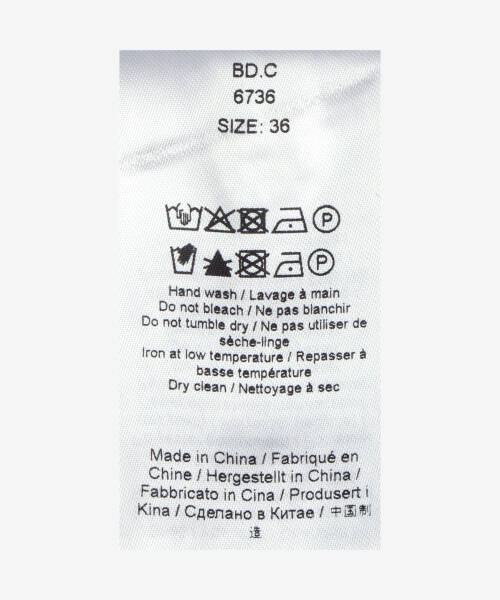 BD.C
6736
SIZE: 36
P
P
Hand wash / Lavage à main
Do not bleach / Ne pas blanchir
Do not tumble dry / Ne pas utiliser de
sèche-linge
Iron at low temperature / Repasser à
basse température
Dry clean / Nettoyage à sec
Made in China / Fabriqué en
Chine / Hergestellt in China /
Fabbricato in Cina / Produsert i
Kina / Сделано в Китае / 中国制
造